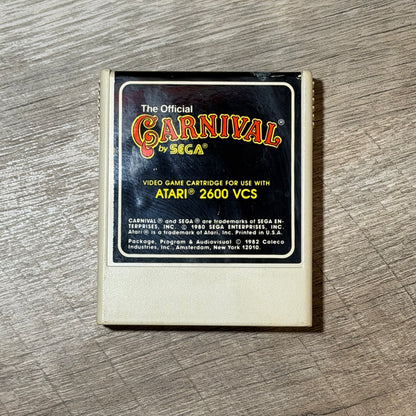 The Official
CARNIVAL®
by SEGA®
VIDEO GAME CARTRIDGE FOR USE WITH
ATARI® 2600 VCS
CARNIVAL Ⓡ and SEGA ® are trademarks of SEGA EN-
TERPRISES, INC. © 1980 SEGA ENTERPRISES, INC.
Atari ® is a trademark of Atari, Inc. Printed in U.S.A.
Package, Program & Audiovisual © 1982 Coleco
Industries, Inc., Amsterdam, New York 12010.